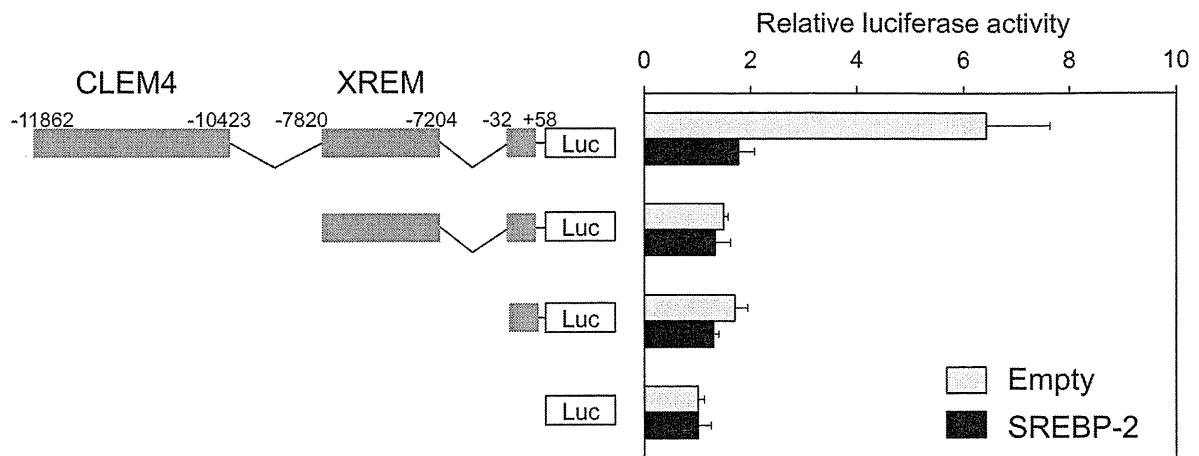 Relative luciferase activity
0 2 4 6 8 10
CLEM4 XREM
-11862 -10423 -7820 -7204 -32 +58
Luc
Luc
Luc
Luc
Empty
SREBP-2